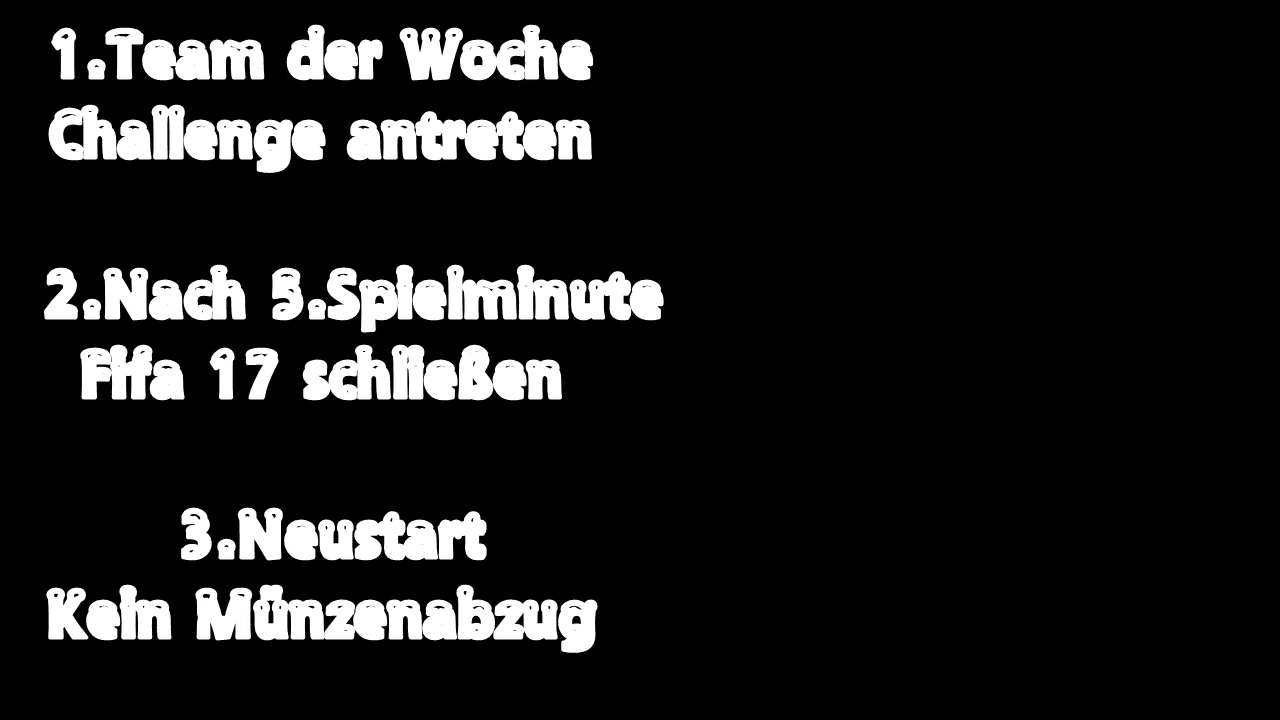 1.Team der Woche
Challenge antreten
2.Nach 5.Spielminute
Fifa 17 schließen
3.Neustart
Kein Münzenabzug